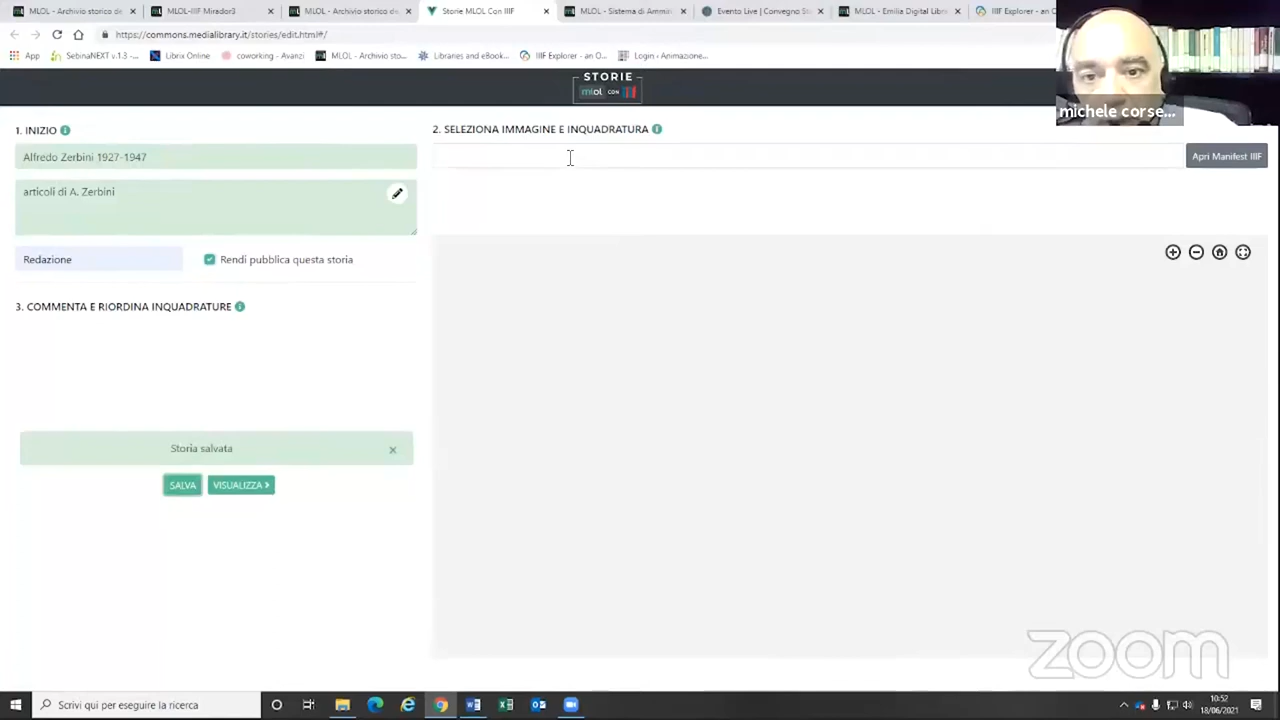 MLOL - Archivio storico de
MLOL-IIIF Mirador3
MLOL - Archivio storico de
Storie MLOL Con IIIF
MLOL - Sistema di Ammin
Evento Live | Convegno St
MLOL - Emilia Digital Libr
IIIF Explorer - an O
https://commons.medialibrary.it/stories/edit.html#/
App
SebinaNEXT v.1.3 -...
Librix Online
coworking - Avanzi
MLOL - Archivio sto...
Libraries and eBook...
IIIF Explorer - an O...
Login ‹ Animazione...
STORIE
mlol CON
michele corse...
1. INIZIO
Alfredo Zerbini 1927-1947
articoli di A. Zerbini
Redazione
Rendi pubblica questa storia
2. SELEZIONA IMMAGINE E INQUADRATURA
Apri Manifest IIIF
3. COMMENTA E RIORDINA INQUADRATURE
Storia salvata
SALVA
VISUALIZZA
zoom
Scrivi qui per eseguire la ricerca
10:52
18/06/2021